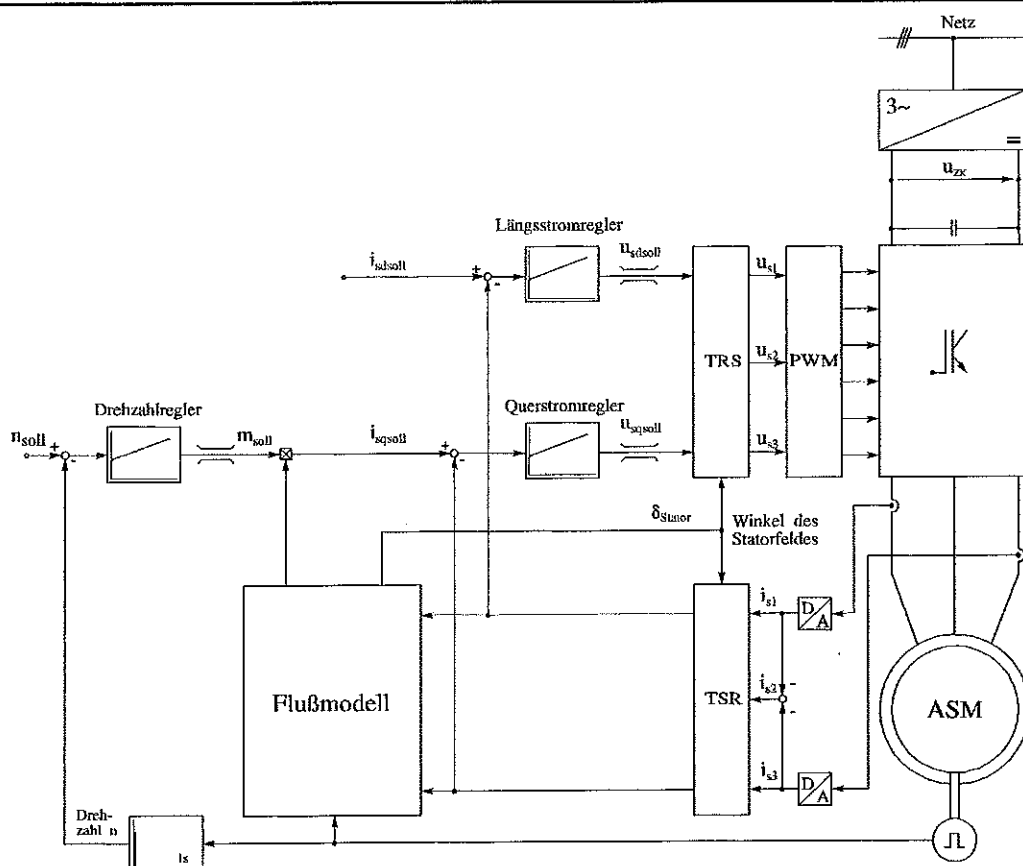 Netz
3~
=
u_ZK
Längsstromregler
i_sdsoll
+
-
u_sdsoll
u_s1
TRS
u_s2
PWM
u_s3
Drehzahlregler
n_soll
+
-
m_soll
i_sqsoll
+
-
Querstromregler
u_sqsoll
δ_Stator
Winkel des
Statorfeldes
Flußmodell
TSR
i_s1
D/A
i_s2
-
-
i_s3
D/A
ASM
Dreh-
zahl n
1s